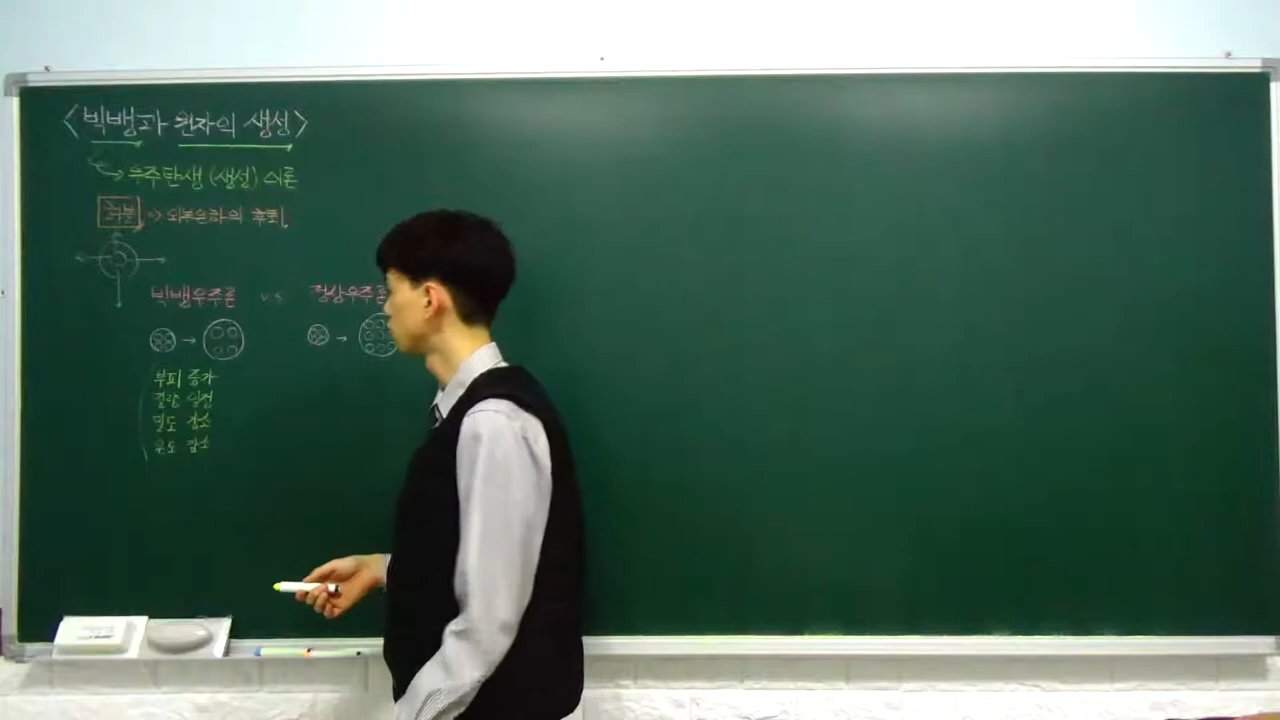 <빅뱅과 원자의 생성>
↳ 우주탄생 (생성) 이론
허블 => 외부은하의 후퇴.
빅뱅우주론 vs 정상우주론
부피 증가
질량 일정
밀도 감소
온도 감소